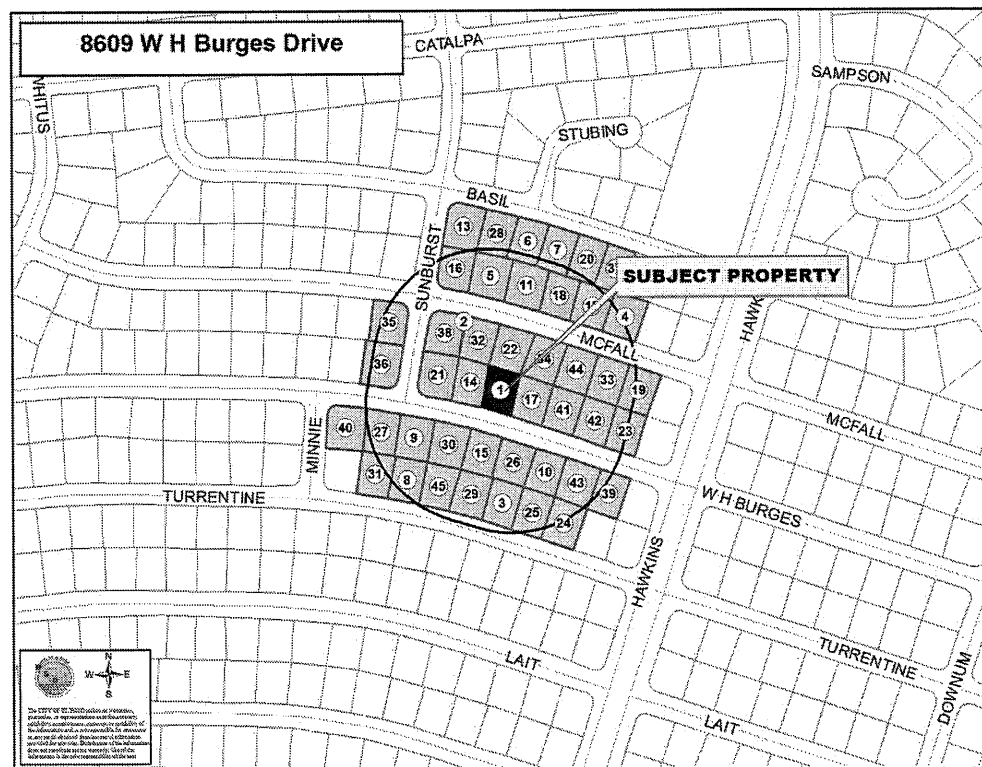 8609 W H Burges Drive
CATALPA
SAMPSON
WHITUS
STUBING
BASIL
13 28 6 7 20
SUNBURST
16 5 11 18
SUBJECT PROPERTY
4
HAWK
35
38 2 32 22 34 44 33 19
MCFALL
36
21 14 1 17 41 42 23
MCFALL
40 27 9 30 15 26 10 43 39
MINNIE
31 8 45 29 3 25 24
TURRENTINE
W H BURGES
HAWKINS
LAIT
TURRENTINE
DOWNUM
LAIT
N
W E
S